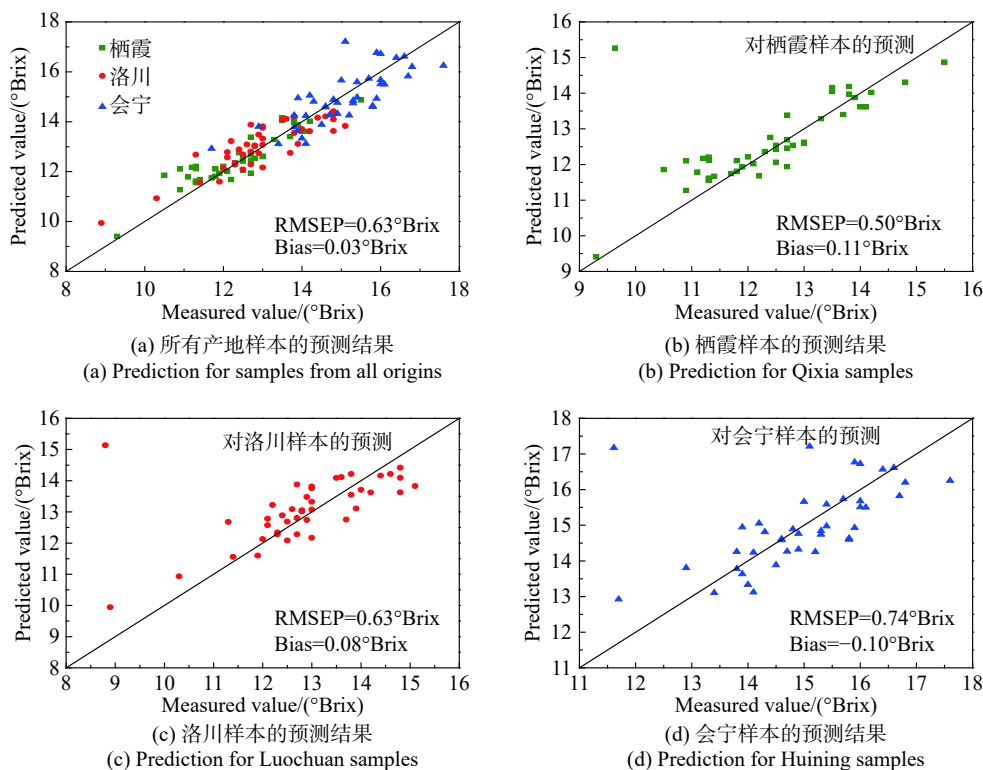 18
16
14
12
10
8
Predicted value/(°Brix)
栖霞
洛川
会宁
RMSEP=0.63°Brix
Bias=0.03°Brix
8 10 12 14 16 18
Measured value/(°Brix)
(a) 所有产地样本的预测结果
(a) Prediction for samples from all origins
16
15
14
13
12
11
10
9
Predicted value/(°Brix)
对栖霞样本的预测
RMSEP=0.50°Brix
Bias=0.11°Brix
9 10 11 12 13 14 15 16
Measured value/(°Brix)
(b) 栖霞样本的预测结果
(b) Prediction for Qixia samples
16
15
14
13
12
11
10
9
8
Predicted value/(°Brix)
对洛川样本的预测
RMSEP=0.63°Brix
Bias=0.08°Brix
8 9 10 11 12 13 14 15 16
Measured value/(°Brix)
(c) 洛川样本的预测结果
(c) Prediction for Luochuan samples
18
17
16
15
14
13
12
11
Predicted value/(°Brix)
对会宁样本的预测
RMSEP=0.74°Brix
Bias=−0.10°Brix
11 12 13 14 15 16 17 18
Measured value/(°Brix)
(d) 会宁样本的预测结果
(d) Prediction for Huining samples